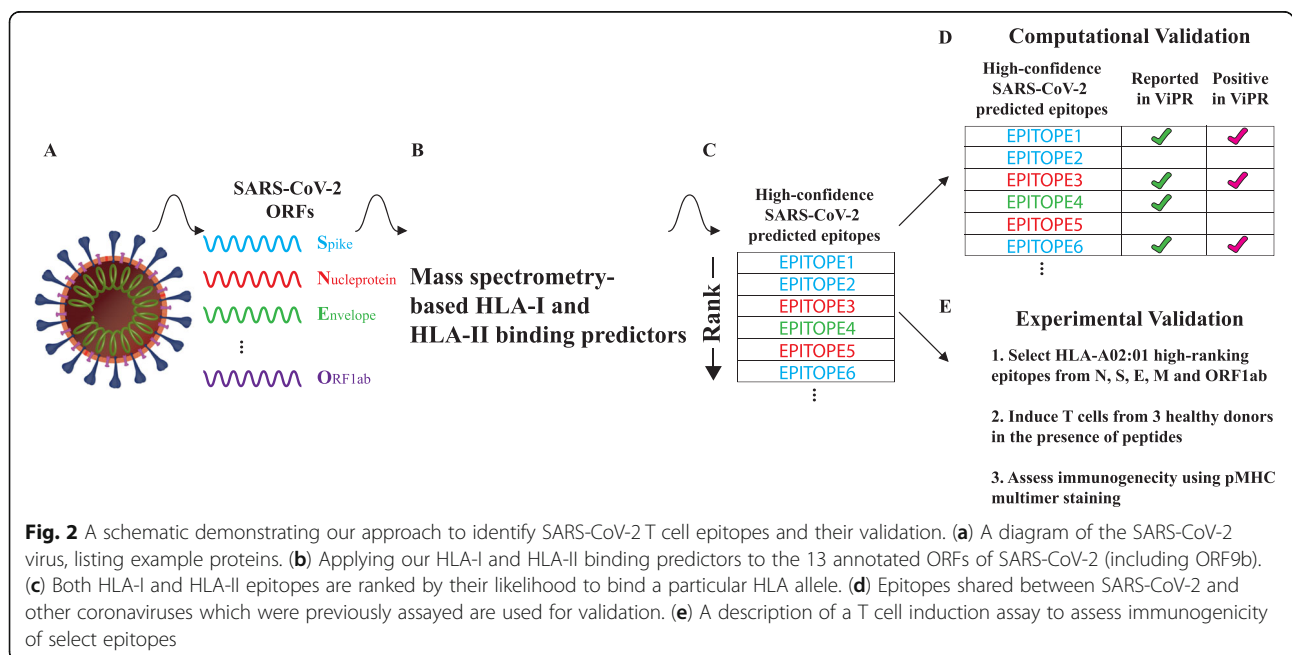 A
SARS-CoV-2
ORFs
Spike
Nucleprotein
Envelope
⋮
ORF1ab
B
Mass spectrometry-
based HLA-I and
HLA-II binding predictors
C
High-confidence
SARS-CoV-2
predicted epitopes
Rank
EPITOPE1
EPITOPE2
EPITOPE3
EPITOPE4
EPITOPE5
EPITOPE6
⋮
D
Computational Validation
High-confidence
SARS-CoV-2
predicted epitopes
Reported
in ViPR
Positive
in ViPR
EPITOPE1 ✓ ✓
EPITOPE2
EPITOPE3 ✓ ✓
EPITOPE4 ✓
EPITOPE5
EPITOPE6 ✓ ✓
⋮
E
Experimental Validation
1. Select HLA-A02:01 high-ranking
epitopes from N, S, E, M and ORF1ab
2. Induce T cells from 3 healthy donors
in the presence of peptides
3. Assess immunogenecity using pMHC
multimer staining
Fig. 2 A schematic demonstrating our approach to identify SARS-CoV-2 T cell epitopes and their validation. (a) A diagram of the SARS-CoV-2
virus, listing example proteins. (b) Applying our HLA-I and HLA-II binding predictors to the 13 annotated ORFs of SARS-CoV-2 (including ORF9b).
(c) Both HLA-I and HLA-II epitopes are ranked by their likelihood to bind a particular HLA allele. (d) Epitopes shared between SARS-CoV-2 and
other coronaviruses which were previously assayed are used for validation. (e) A description of a T cell induction assay to assess immunogenicity
of select epitopes